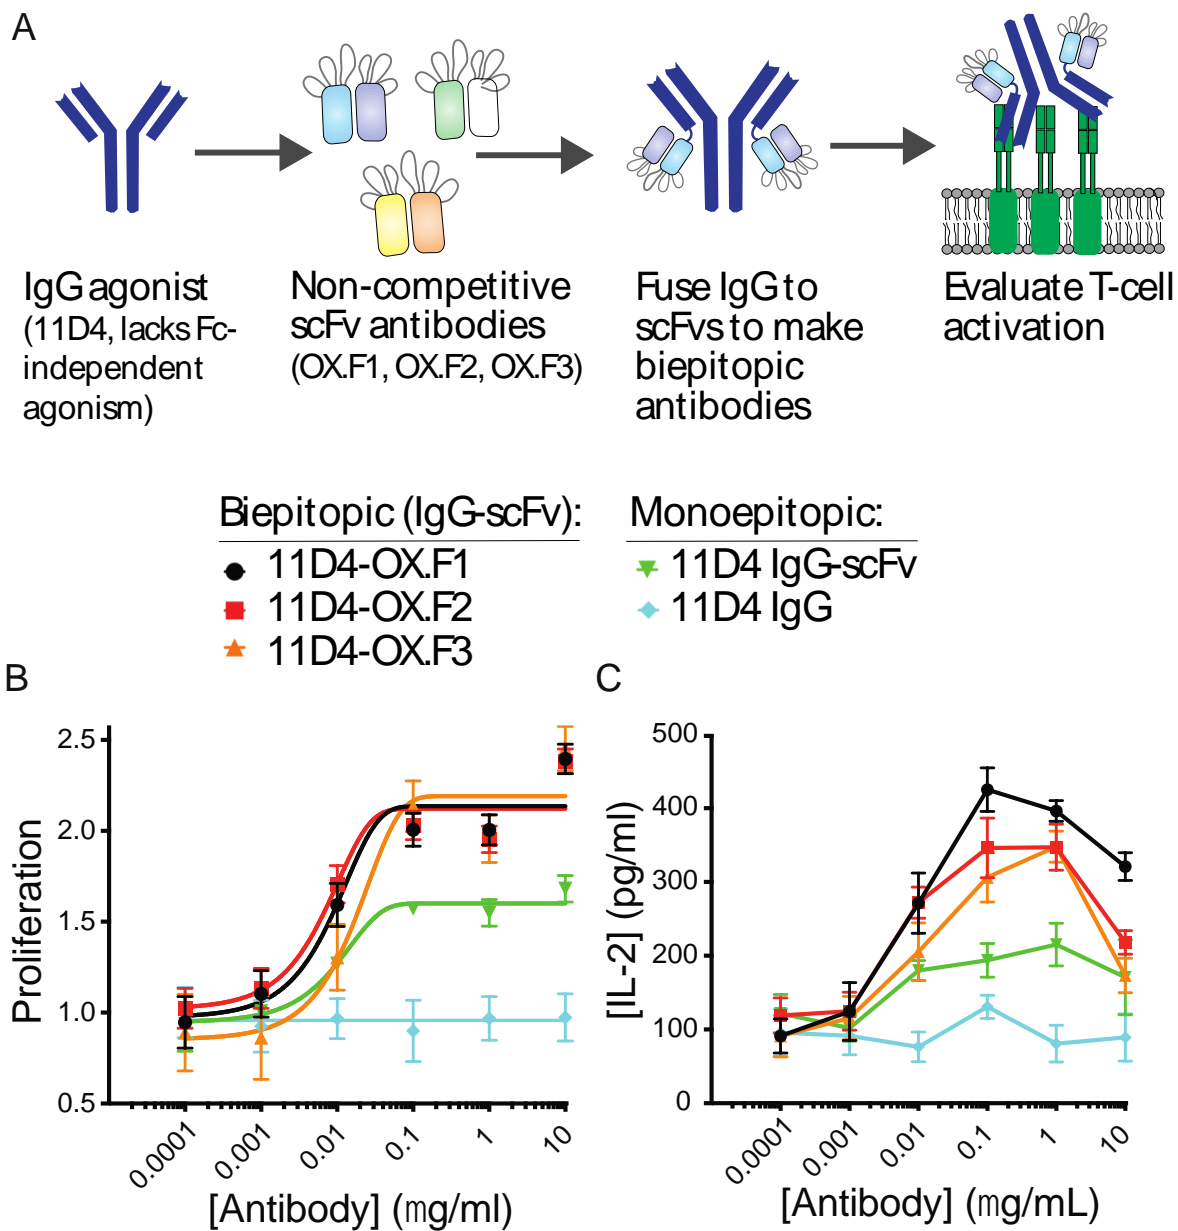 A
IgG agonist
(11D4, lacks Fc-
independent
agonism)
Non-competitive
scFv antibodies
(OX.F1, OX.F2, OX.F3)
Fuse IgG to
scFvs to make
biepitopic
antibodies
Evaluate T-cell
activation
Biepitopic (IgG-scFv):
11D4-OX.F1
11D4-OX.F2
11D4-OX.F3
Monoepitopic:
11D4 IgG-scFv
11D4 IgG
B
Proliferation
2.5
2.0
1.5
1.0
0.5
0.0001
0.001
0.01
0.1
1
10
[Antibody] (mg/ml)
C
[IL-2] (pg/ml)
500
400
300
200
100
0
0.0001
0.001
0.01
0.1
1
10
[Antibody] (mg/mL)